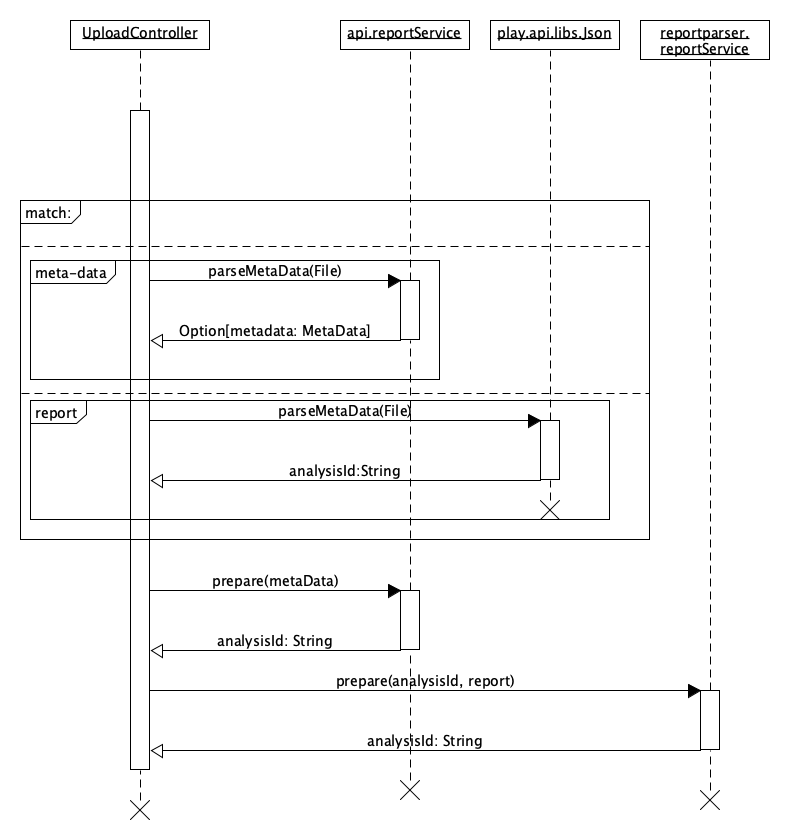 UploadController
api.reportService
play.api.libs.Json
reportparser.
reportService
match:
meta-data
parseMetaData(File)
Option[metadata: MetaData]
report
parseMetaData(File)
analysisId:String
prepare(metaData)
analysisId: String
prepare(analysisId, report)
analysisId: String